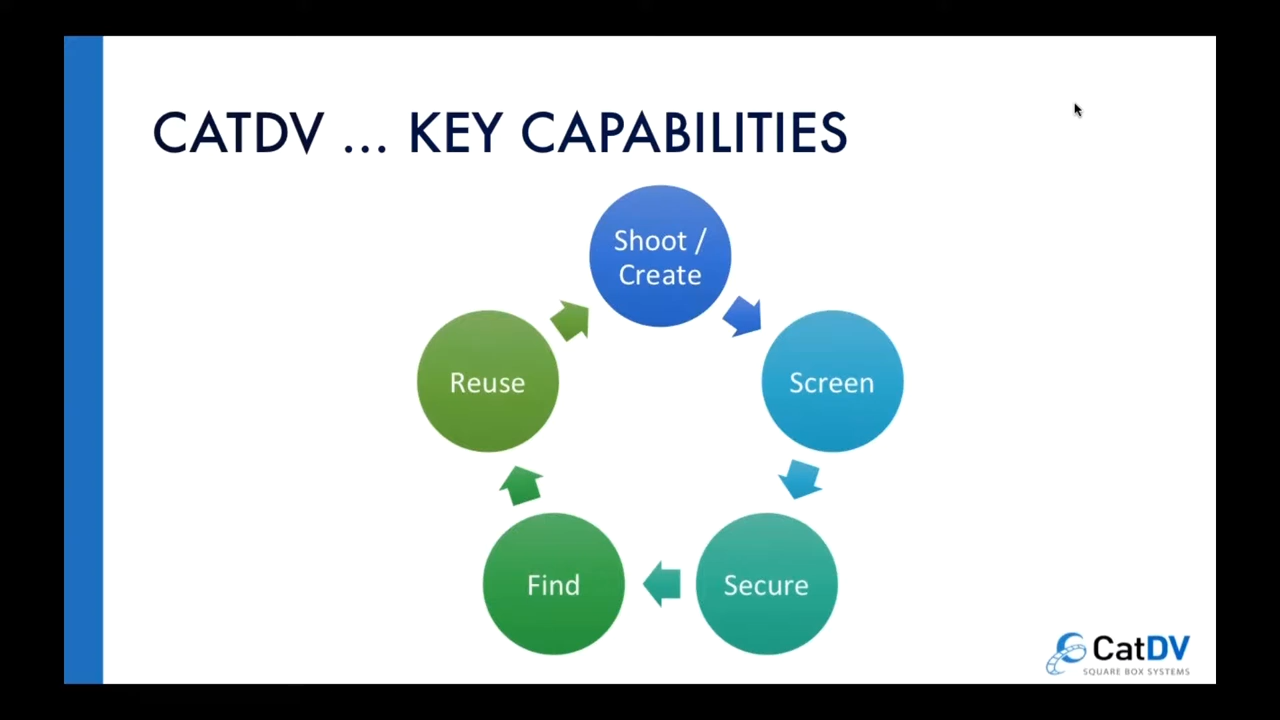 CATDV ... KEY CAPABILITIES
Shoot /
Create
Screen
Secure
Find
Reuse
CatDV
SQUARE BOX SYSTEMS